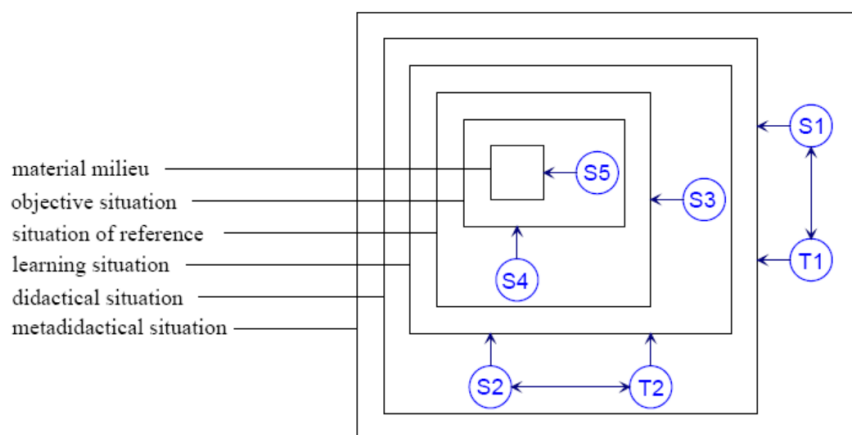 S1
material milieu
S5
objective situation
S3
situation of reference
learning situation
T1
S4
didactical situation
metadidactical situation
S2
T2